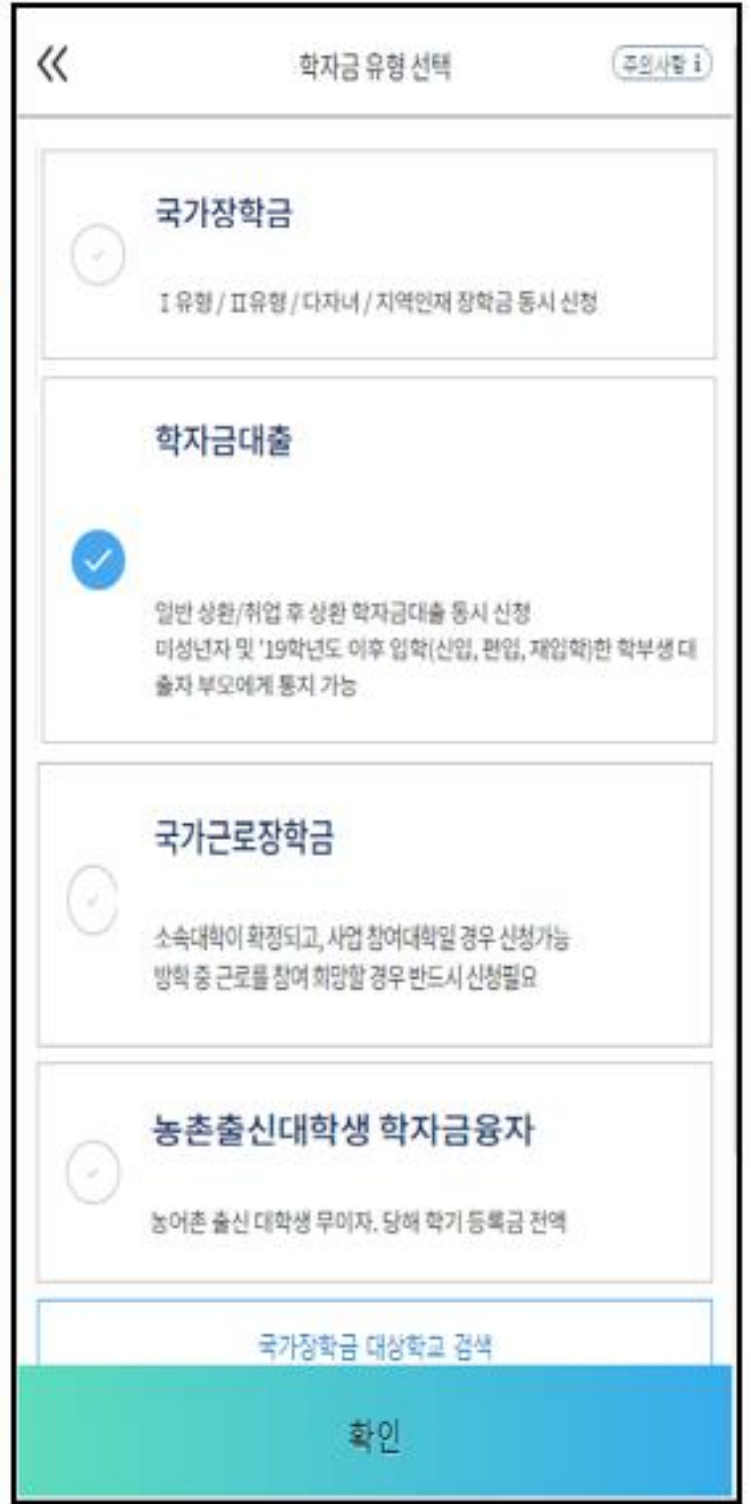 학자금 유형 선택
주의사항 i
국가장학금
I 유형 / II유형 / 다자녀 / 지역인재 장학금 동시 신청
학자금대출
일반 상환/취업 후 상환 학자금대출 동시 신청
미성년자 및 '19학년도 이후 입학(신입, 편입, 재입학)한 학부생 대
출자 부모에게 통지 가능
국가근로장학금
소속대학이 확정되고, 사업 참여대학일 경우 신청가능
방학 중 근로를 참여 희망할 경우 반드시 신청필요
농촌출신대학생 학자금융자
농어촌 출신 대학생 무이자. 당해 학기 등록금 전액
국가장학금 대상학교 검색
확인